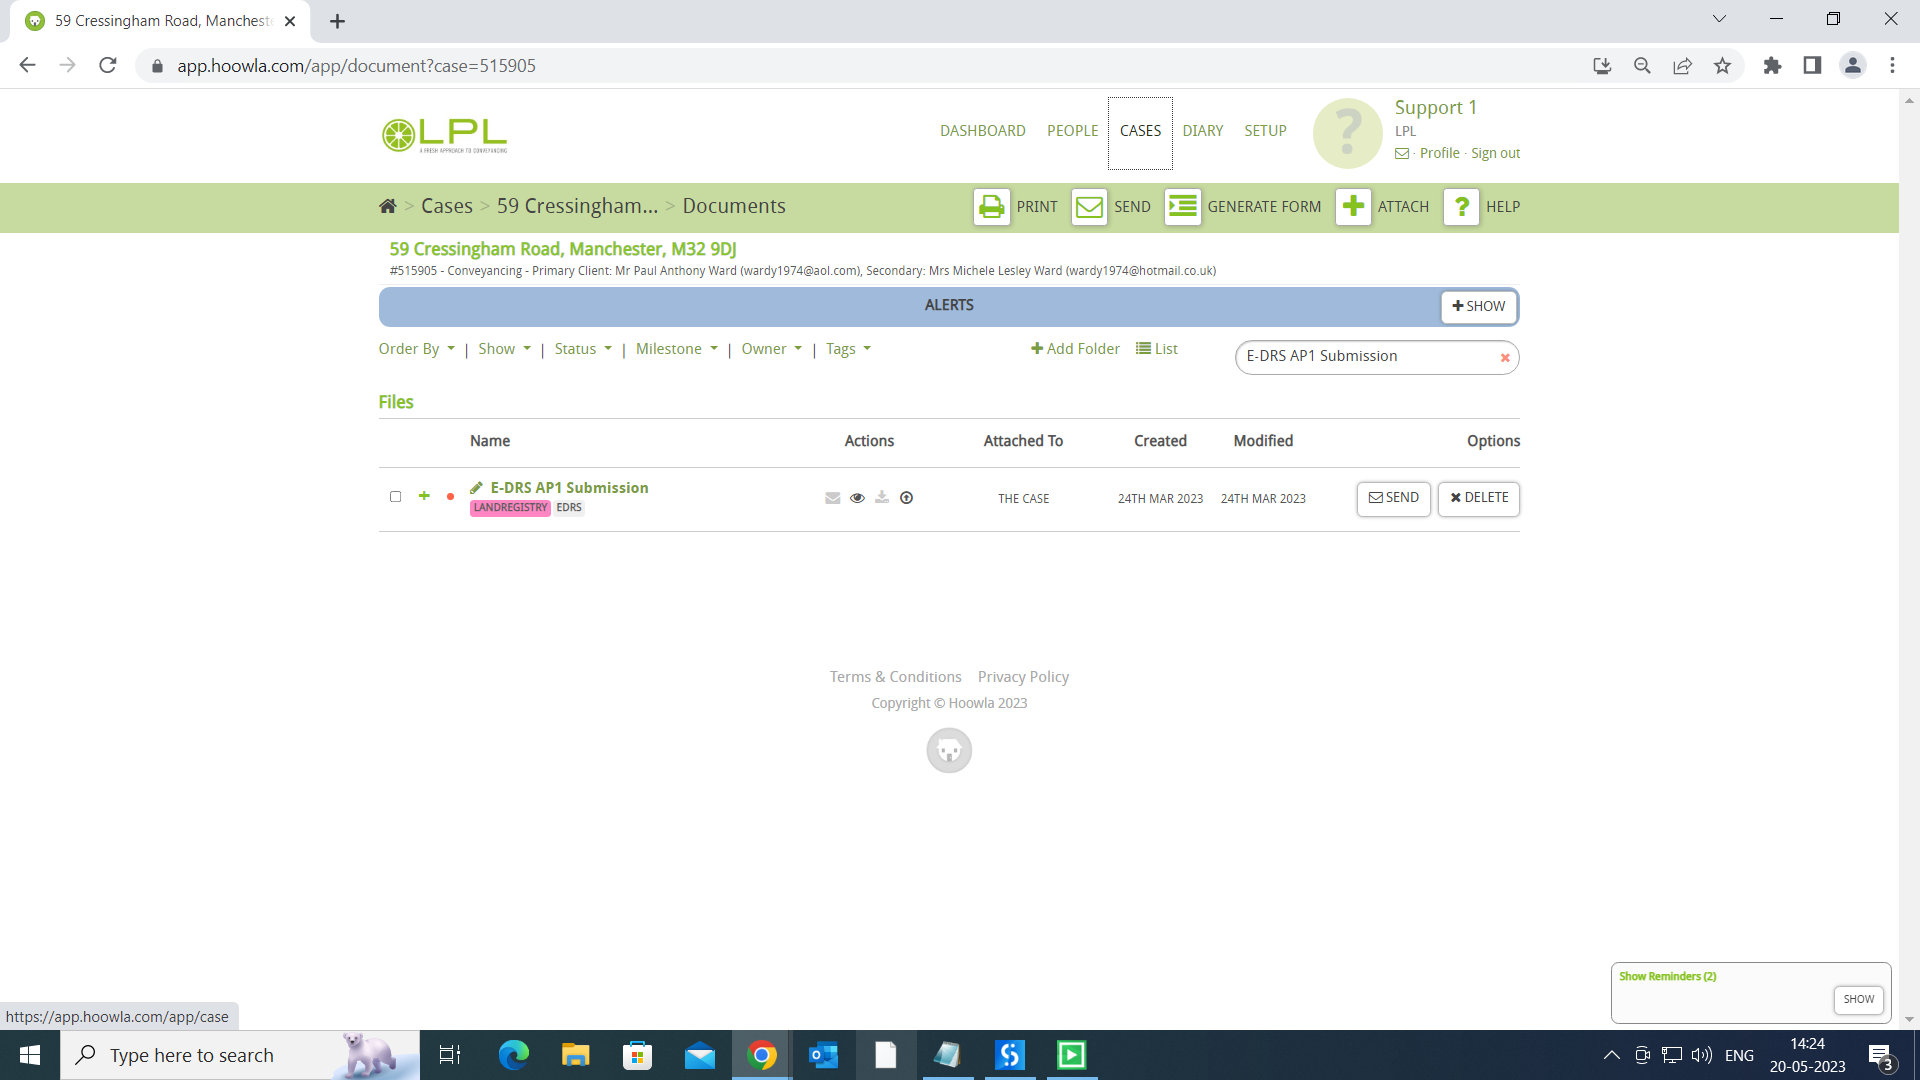 59 Cressingham Road, Mancheste
app.hoowla.com/app/document?case=515905
LPL
A FRESH APPROACH TO CONVEYANCING
DASHBOARD PEOPLE CASES DIARY SETUP
?
Support 1
LPL
· Profile · Sign out
> Cases > 59 Cressingham... > Documents
PRINT SEND GENERATE FORM ATTACH ? HELP
59 Cressingham Road, Manchester, M32 9DJ
#515905 - Conveyancing - Primary Client: Mr Paul Anthony Ward (wardy1974@aol.com), Secondary: Mrs Michele Lesley Ward (wardy1974@hotmail.co.uk)
ALERTS
SHOW
Order By | Show | Status | Milestone | Owner | Tags
Add Folder List
E-DRS AP1 Submission
Files
Name Actions Attached To Created Modified Options
E-DRS AP1 Submission
LANDREGISTRY EDRS
THE CASE 24TH MAR 2023 24TH MAR 2023 SEND DELETE
Terms & Conditions Privacy Policy
Copyright © Hoowla 2023
Show Reminders (2)
SHOW
https://app.hoowla.com/app/case
Type here to search
ENG
14:24
20-05-2023
3